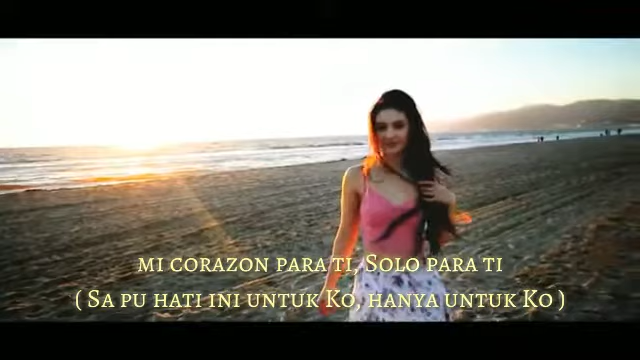 mi corazon para ti, Solo para ti
( Sa pu hati ini untuk Ko, hanya untuk Ko )